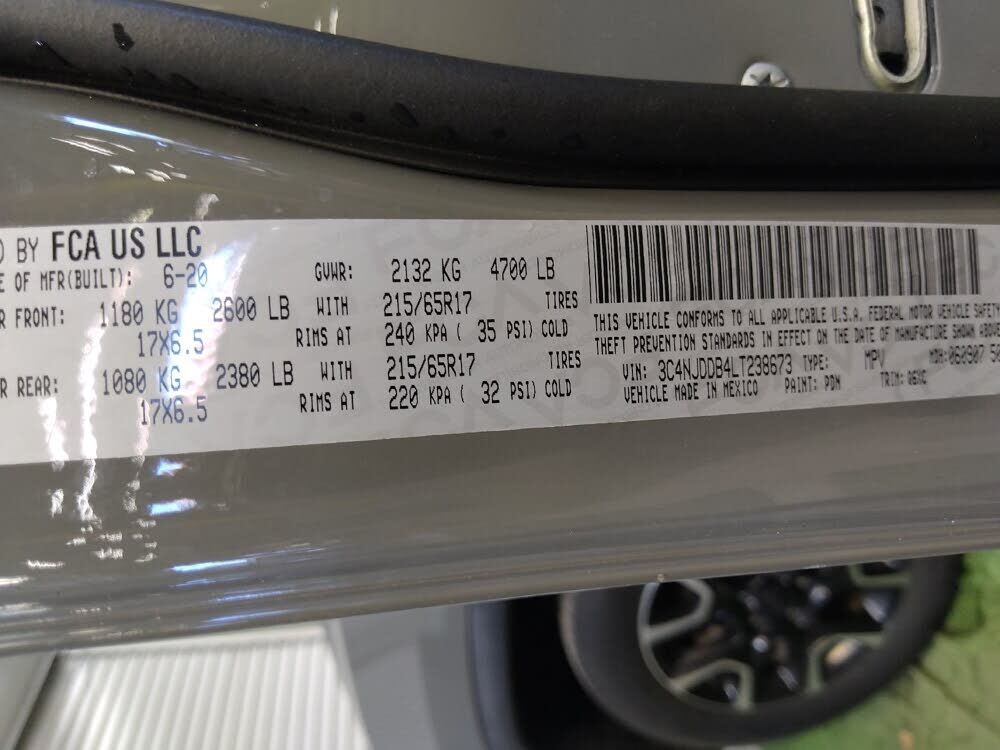 BY FCA US LLC
OF MFR(BUILT): 6-20 GVWR: 2132 KG 4700 LB
FRONT: 1180 KG 2600 LB WITH 215/65R17 TIRES
17X6.5 RIMS AT 240 KPA ( 35 PSI) COLD
REAR: 1080 KG 2380 LB WITH 215/65R17 TIRES
17X6.5 RIMS AT 220 KPA ( 32 PSI) COLD
THIS VEHICLE CONFORMS TO ALL APPLICABLE U.S.A. FEDERAL MOTOR VEHICLE SAFETY
THEFT PREVENTION STANDARDS IN EFFECT ON THE DATE OF MANUFACTURE SHOWN ABOVE
VIN: 3C4NJDDB4LT238673 TYPE: MPV MDH:060907
VEHICLE MADE IN MEXICO PAINT: PDN TRIM: